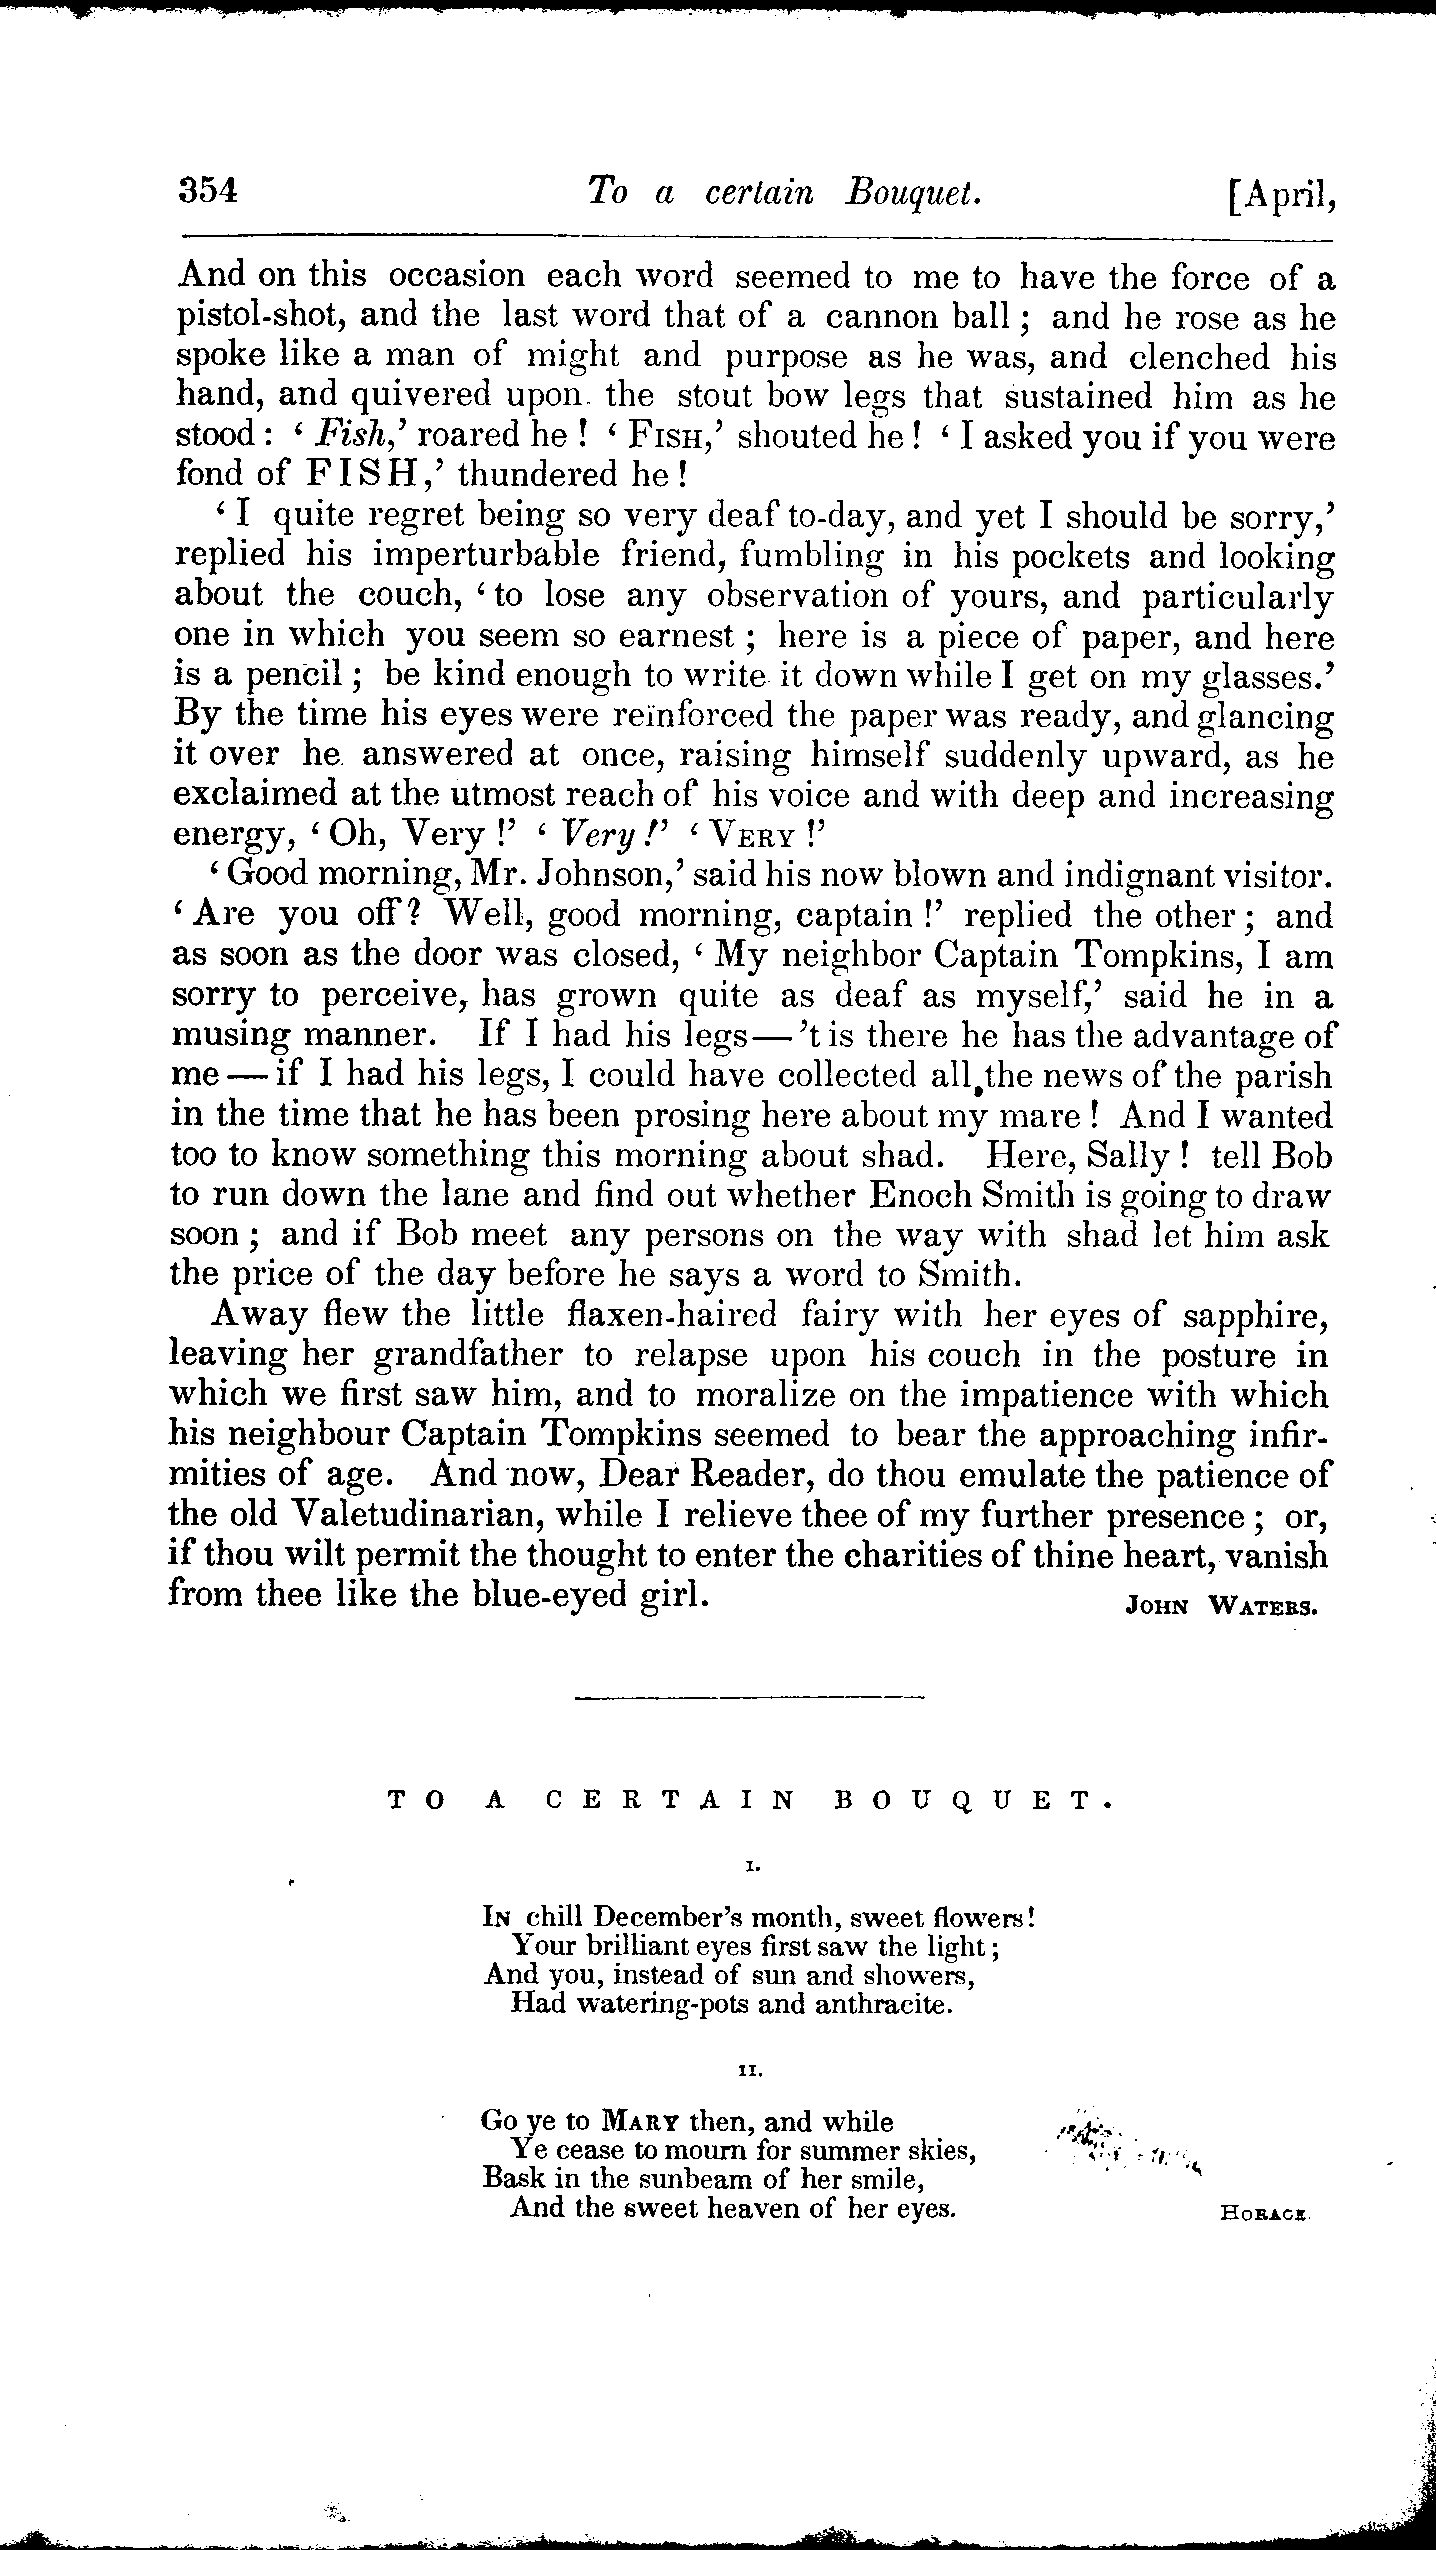 354 To a certain Bouquet. [April,
And on this occasion each word seemed to me to have the force of a
pistol-shot, and the last word that of a cannon ball ; and he rose as he
spoke like a man of might and purpose as he was, and clenched his
hand, and quivered upon the stout bow legs that sustained him as he
stood : ‘ Fish,’ roared he ! ‘ FISH,’ shouted he ! ‘ I asked you if you were
fond of FISH,’ thundered he !
‘ I quite regret being so very deaf to-day, and yet I should be sorry,’
replied his imperturbable friend, fumbling in his pockets and looking
about the couch, ‘ to lose any observation of yours, and particularly
one in which you seem so earnest ; here is a piece of paper, and here
is a pencil ; be kind enough to write it down while I get on my glasses.’
By the time his eyes were reïnforced the paper was ready, and glancing
it over he answered at once, raising himself suddenly upward, as he
exclaimed at the utmost reach of his voice and with deep and increasing
energy, ‘ Oh, Very !’ ‘ Very !’ ‘ VERY !’
‘ Good morning, Mr. Johnson,’ said his now blown and indignant visitor.
‘ Are you off ? Well, good morning, captain !’ replied the other ; and
as soon as the door was closed, ‘ My neighbor Captain Tompkins, I am
sorry to perceive, has grown quite as deaf as myself,’ said he in a
musing manner. If I had his legs — ’t is there he has the advantage of
me — if I had his legs, I could have collected all the news of the parish
in the time that he has been prosing here about my mare ! And I wanted
too to know something this morning about shad. Here, Sally ! tell Bob
to run down the lane and find out whether Enoch Smith is going to draw
soon ; and if Bob meet any persons on the way with shad let him ask
the price of the day before he says a word to Smith.
Away flew the little flaxen-haired fairy with her eyes of sapphire,
leaving her grandfather to relapse upon his couch in the posture in
which we first saw him, and to moralize on the impatience with which
his neighbour Captain Tompkins seemed to bear the approaching infir-
mities of age. And now, Dear Reader, do thou emulate the patience of
the old Valetudinarian, while I relieve thee of my further presence ; or,
if thou wilt permit the thought to enter the charities of thine heart, vanish
from thee like the blue-eyed girl. JOHN WATERS.
TO A CERTAIN BOUQUET.
I.
IN chill December’s month, sweet flowers !
Your brilliant eyes first saw the light ;
And you, instead of sun and showers,
Had watering-pots and anthracite.
II.
Go ye to MARY then, and while
Ye cease to mourn for summer skies,
Bask in the sunbeam of her smile,
And the sweet heaven of her eyes. HORACE.